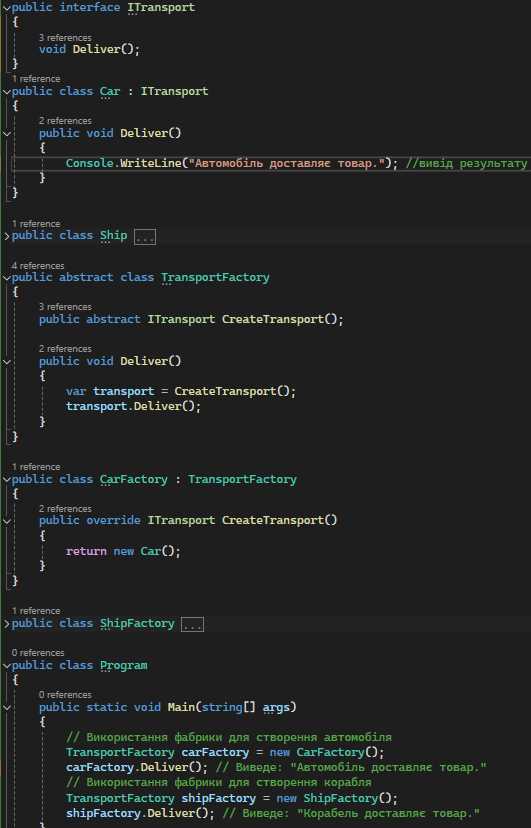 public interface ITransport
{
3 references
void Deliver();
}
1 reference
public class Car : ITransport
{
2 references
public void Deliver()
{
Console.WriteLine("Автомобіль доставляє товар."); //вивід результату
}
}
1 reference
public class Ship ...
4 references
public abstract class TransportFactory
{
3 references
public abstract ITransport CreateTransport();
2 references
public void Deliver()
{
var transport = CreateTransport();
transport.Deliver();
}
}
1 reference
public class CarFactory : TransportFactory
{
2 references
public override ITransport CreateTransport()
{
return new Car();
}
}
1 reference
public class ShipFactory ...
0 references
public class Program
{
0 references
public static void Main(string[] args)
{
// Використання фабрики для створення автомобіля
TransportFactory carFactory = new CarFactory();
carFactory.Deliver(); // Виведе: "Автомобіль доставляє товар."
// Використання фабрики для створення корабля
TransportFactory shipFactory = new ShipFactory();
shipFactory.Deliver(); // Виведе: "Корабель доставляє товар."
}